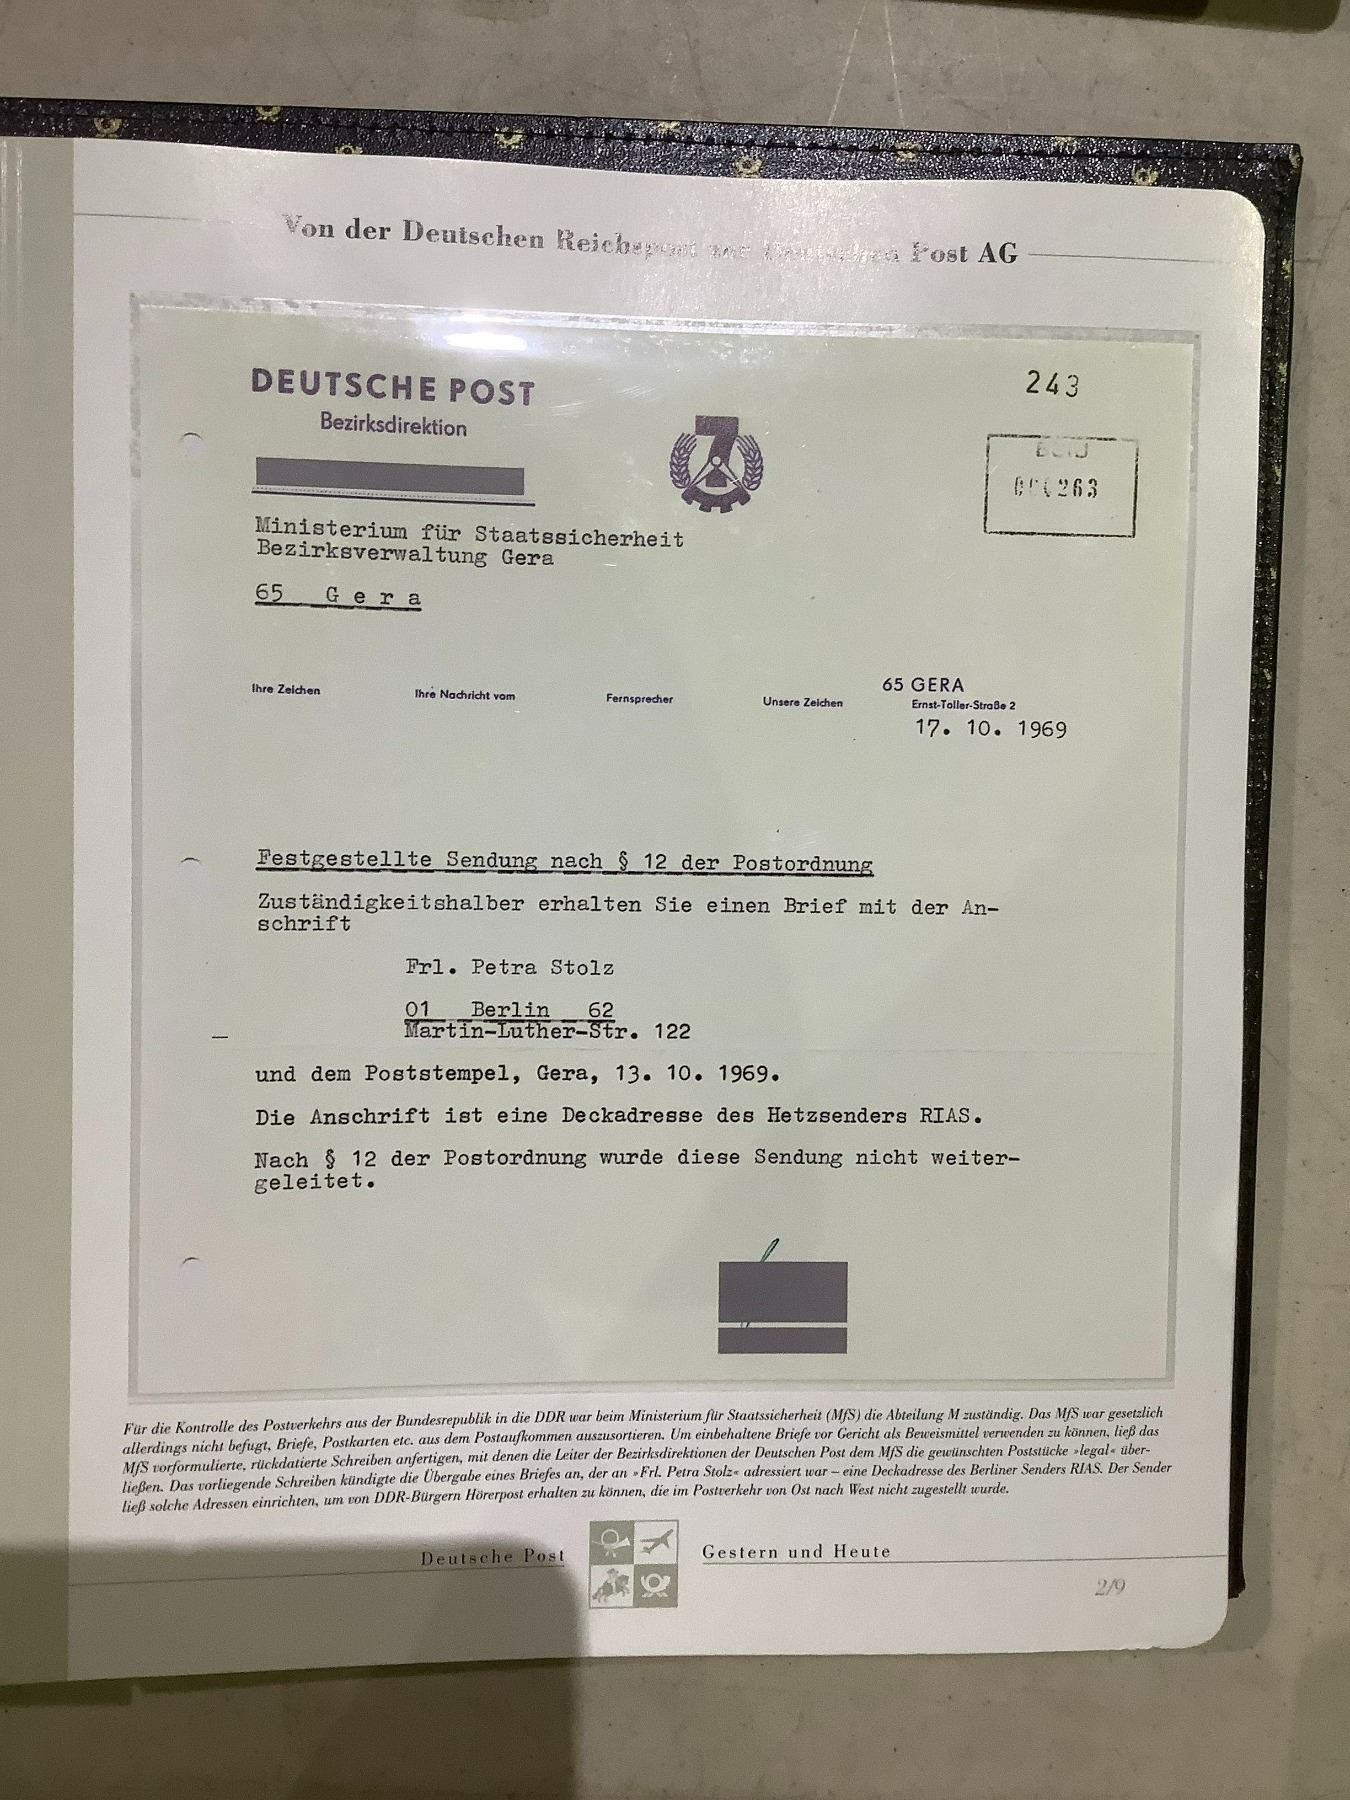 Von der Deutschen Reichspost zur Deutschen Post AG
DEUTSCHE POST
Bezirksdirektion
243
BStU
263
Ministerium für Staatssicherheit
Bezirksverwaltung Gera
65 Gera
Ihre Zeichen Ihre Nachricht vom Fernsprecher Unsere Zeichen
65 GERA
Ernst-Toller-Straße 2
17. 10. 1969
Festgestellte Sendung nach § 12 der Postordnung
Zuständigkeitshalber erhalten Sie einen Brief mit der An-
schrift
Frl. Petra Stolz
01 Berlin 62
Martin-Luther-Str. 122
und dem Poststempel, Gera, 13. 10. 1969.
Die Anschrift ist eine Deckadresse des Hetzsenders RIAS.
Nach § 12 der Postordnung wurde diese Sendung nicht weiter-
geleitet.
Für die Kontrolle des Postverkehrs aus der Bundesrepublik in die DDR war beim Ministerium für Staatssicherheit (MfS) die Abteilung M zuständig. Das MfS war gesetzlich
allerdings nicht befugt, Briefe, Postkarten etc. aus dem Postaufkommen auszusortieren. Um einbehaltene Briefe vor Gericht als Beweismittel verwenden zu können, ließ das
MfS vorformulierte, rückdatierte Schreiben anfertigen, mit denen die Leiter der Bezirksdirektionen der Deutschen Post dem MfS die gewünschten Poststücke »legal« über-
ließen. Das vorliegende Schreiben kündigte die Übergabe eines Briefes an, der an »Frl. Petra Stolz« adressiert war – eine Deckadresse des Berliner Senders RIAS. Der Sender
ließ solche Adressen einrichten, um von DDR-Bürgern Hörerpost erhalten zu können, die im Postverkehr von Ost nach West nicht zugestellt wurde.
Deutsche Post Gestern und Heute
2/9